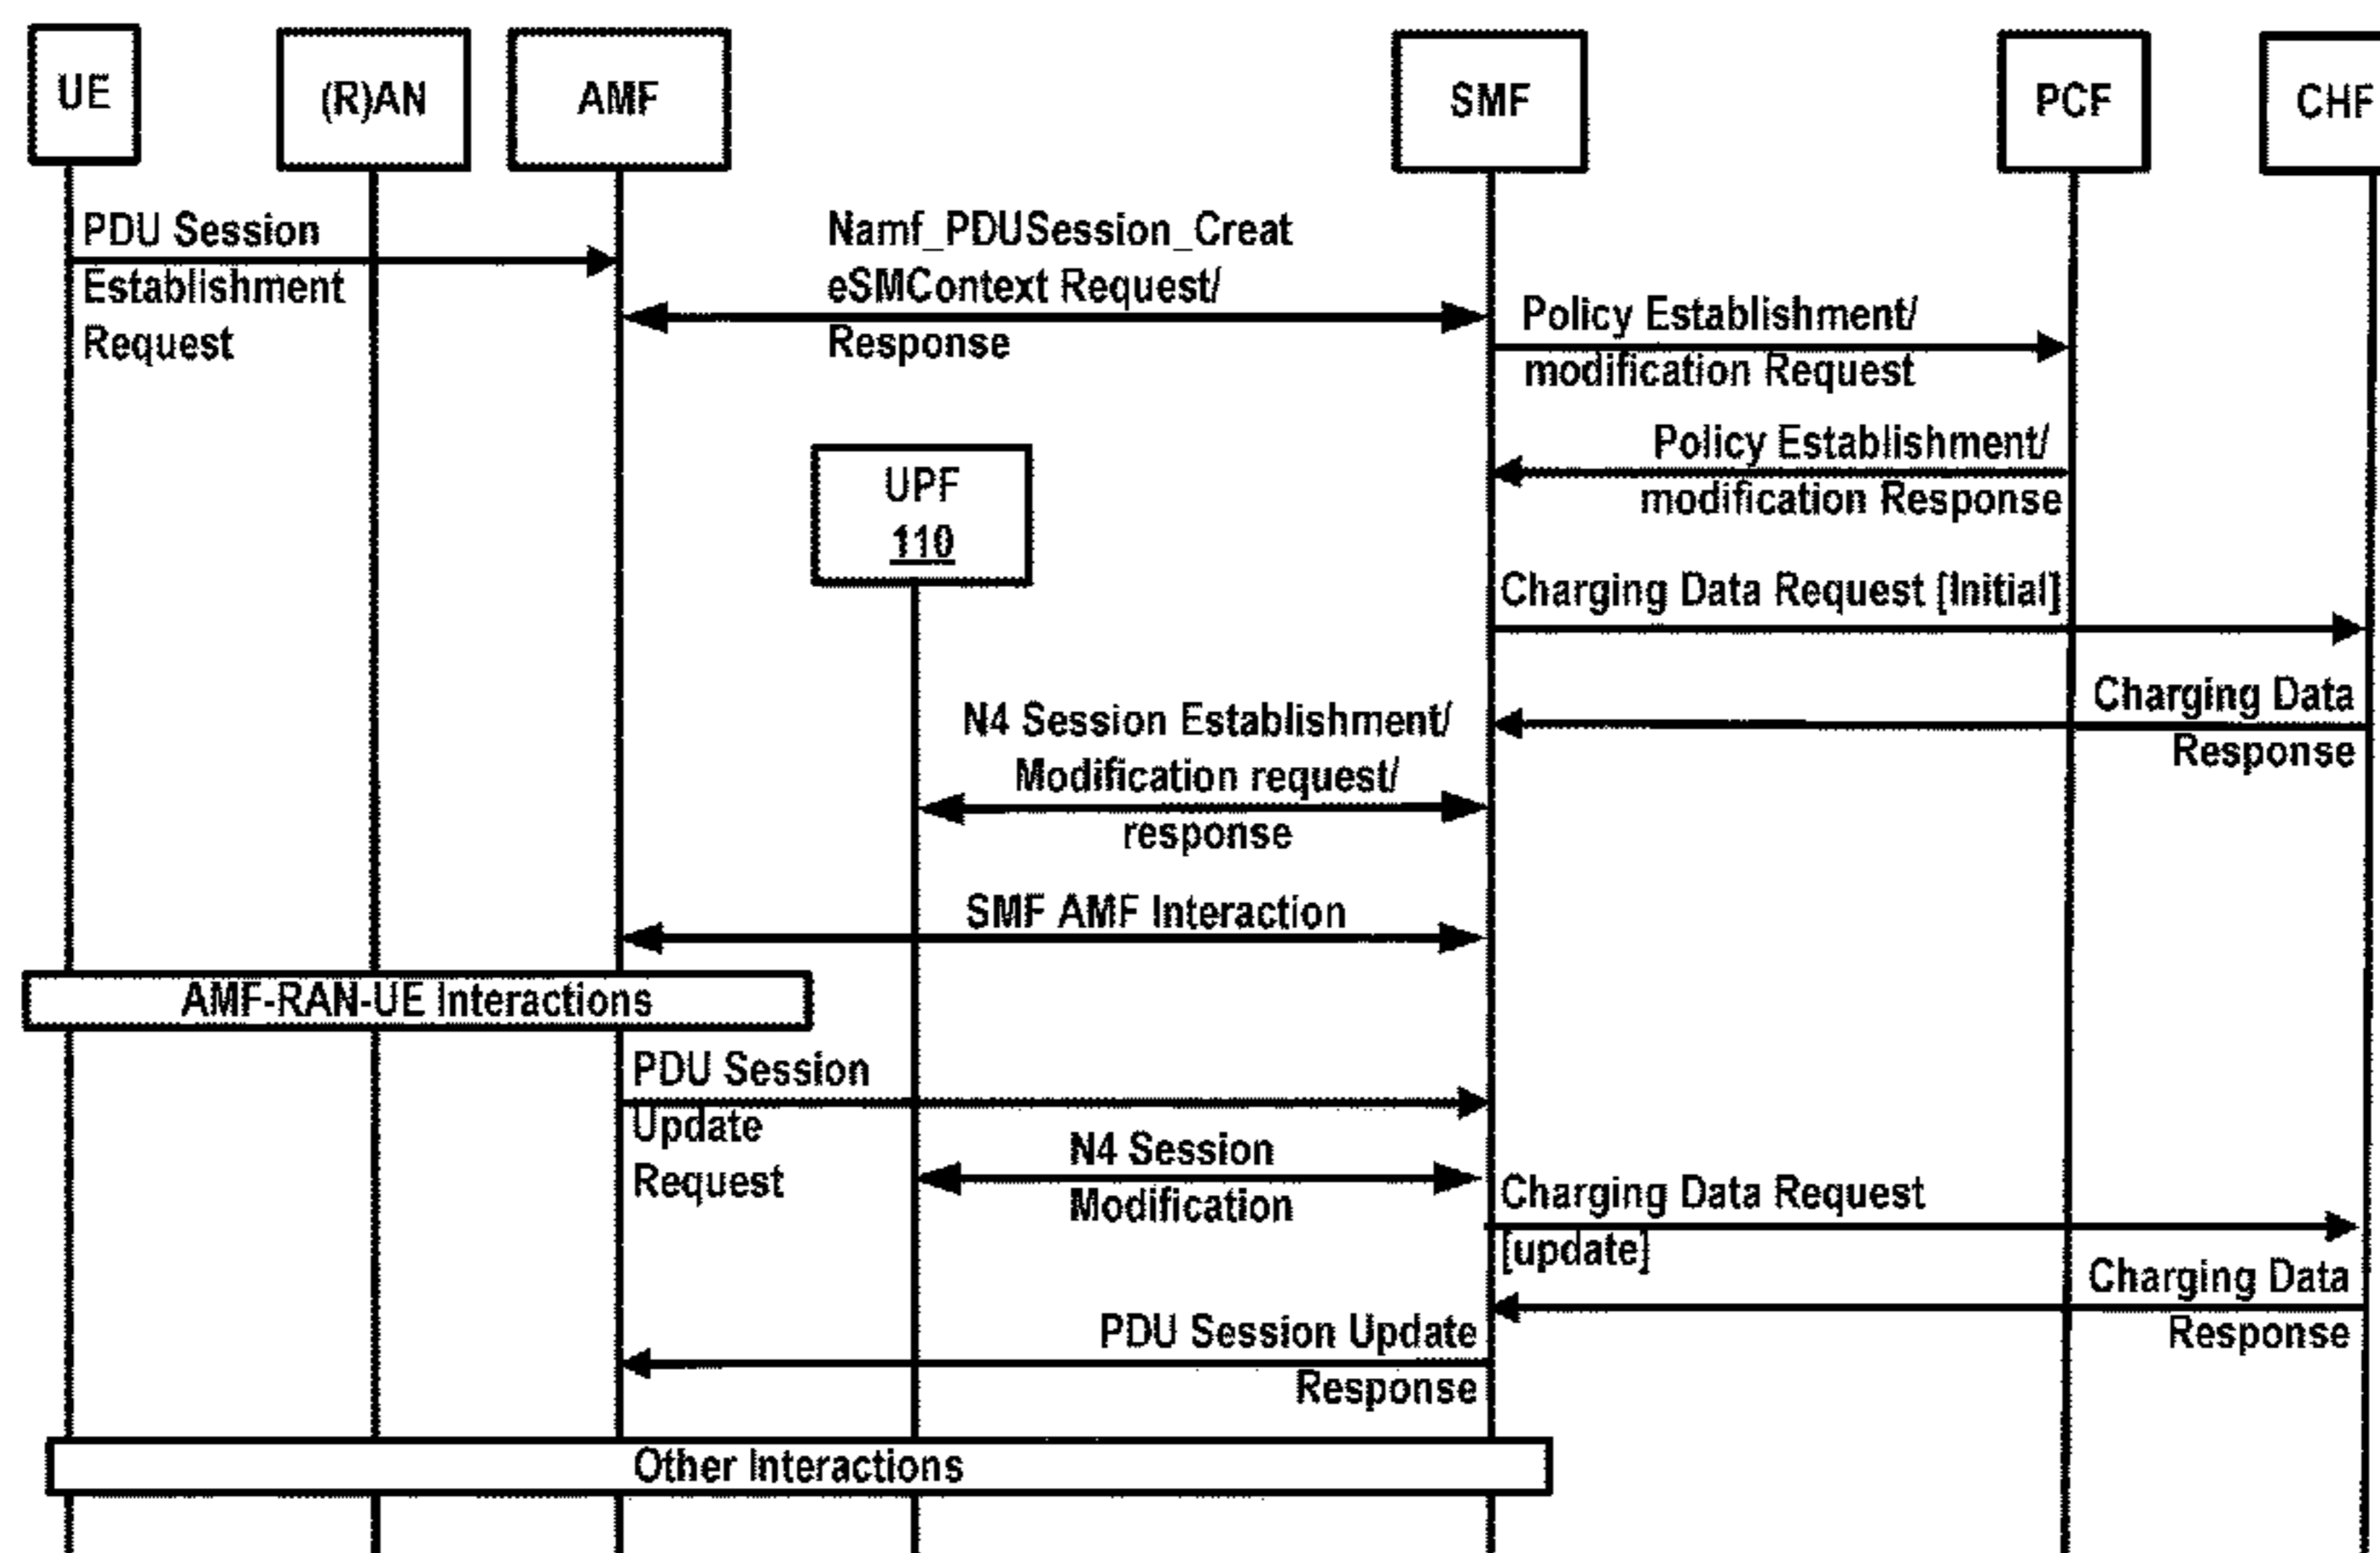 UE
(R)AN
AMF
SMF
PCF
CHF
PDU Session
Establishment
Request
Namf_PDUSession_Creat
eSMContext Request/
Response
Policy Establishment/
modification Request
Policy Establishment/
modification Response
UPF
110
Charging Data Request [Initial]
Charging Data
Response
N4 Session Establishment/
Modification request/
response
SMF AMF Interaction
AMF-RAN-UE Interactions
PDU Session
Update
Request
N4 Session
Modification
Charging Data Request
[update]
Charging Data
Response
PDU Session Update
Response
Other Interactions